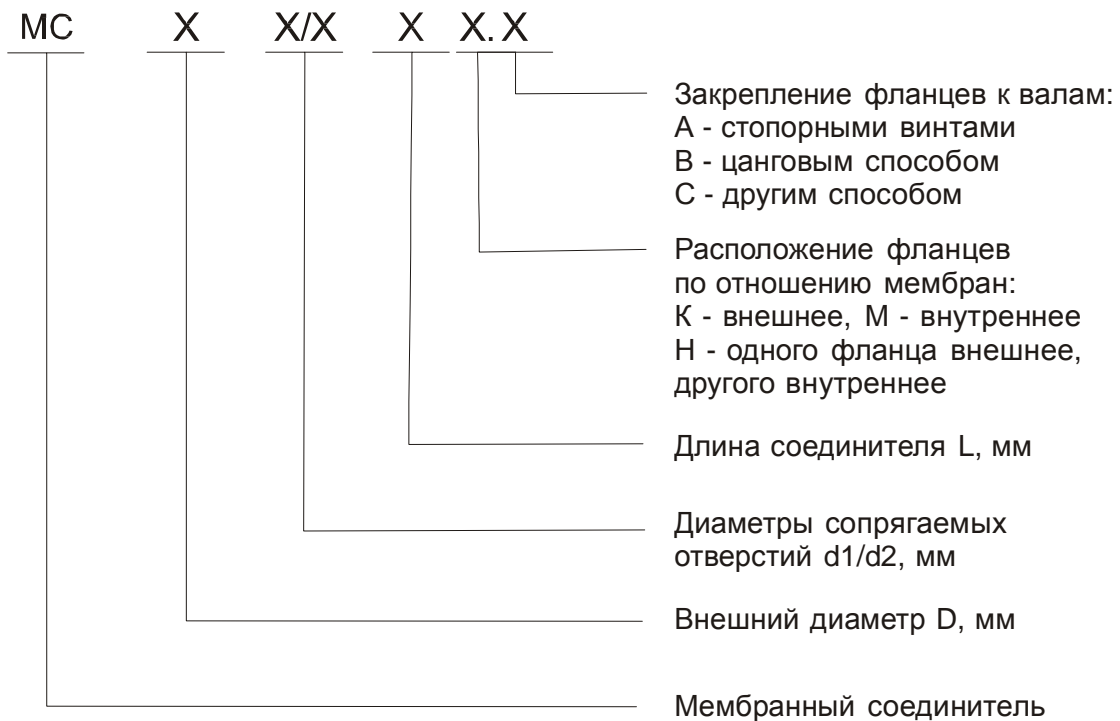 МС X X/X X X. X
Закрепление фланцев к валам:
А - стопорными винтами
В - цанговым способом
С - другим способом
Расположение фланцев
по отношению мембран:
К - внешнее, М - внутреннее
Н - одного фланца внешнее,
другого внутреннее
Длина соединителя L, мм
Диаметры сопрягаемых
отверстий d1/d2, мм
Внешний диаметр D, мм
Мембранный соединитель